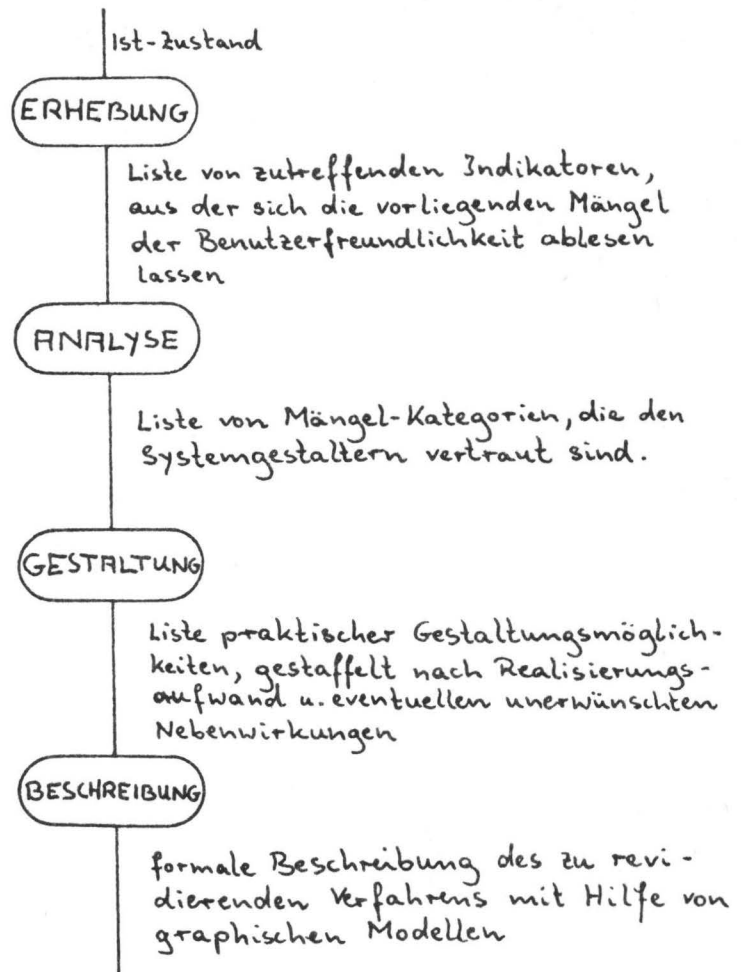 Ist-Zustand
ERHEBUNG
Liste von zutreffenden Indikatoren,
aus der sich die vorliegenden Mängel
der Benutzerfreundlichkeit ablesen
lassen
ANALYSE
Liste von Mängel-Kategorien, die den
Systemgestaltern vertraut sind.
GESTALTUNG
Liste praktischer Gestaltungsmöglich-
keiten, gestaffelt nach Realisierungs-
aufwand u. eventuellen unerwünschten
Nebenwirkungen
BESCHREIBUNG
formale Beschreibung des zu revi-
dierenden Verfahrens mit Hilfe von
graphischen Modellen